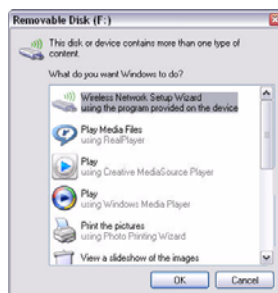 Removable Disk (F:)
This disk or device contains more than one type of
content.
What do you want Windows to do?
Wireless Network Setup Wizard
using the program provided on the device
Play Media Files
using RealPlayer
Play
using Creative MediaSource Player
Play
using Windows Media Player
Print the pictures
using Photo Printing Wizard
View a slideshow of the images
OK
Cancel